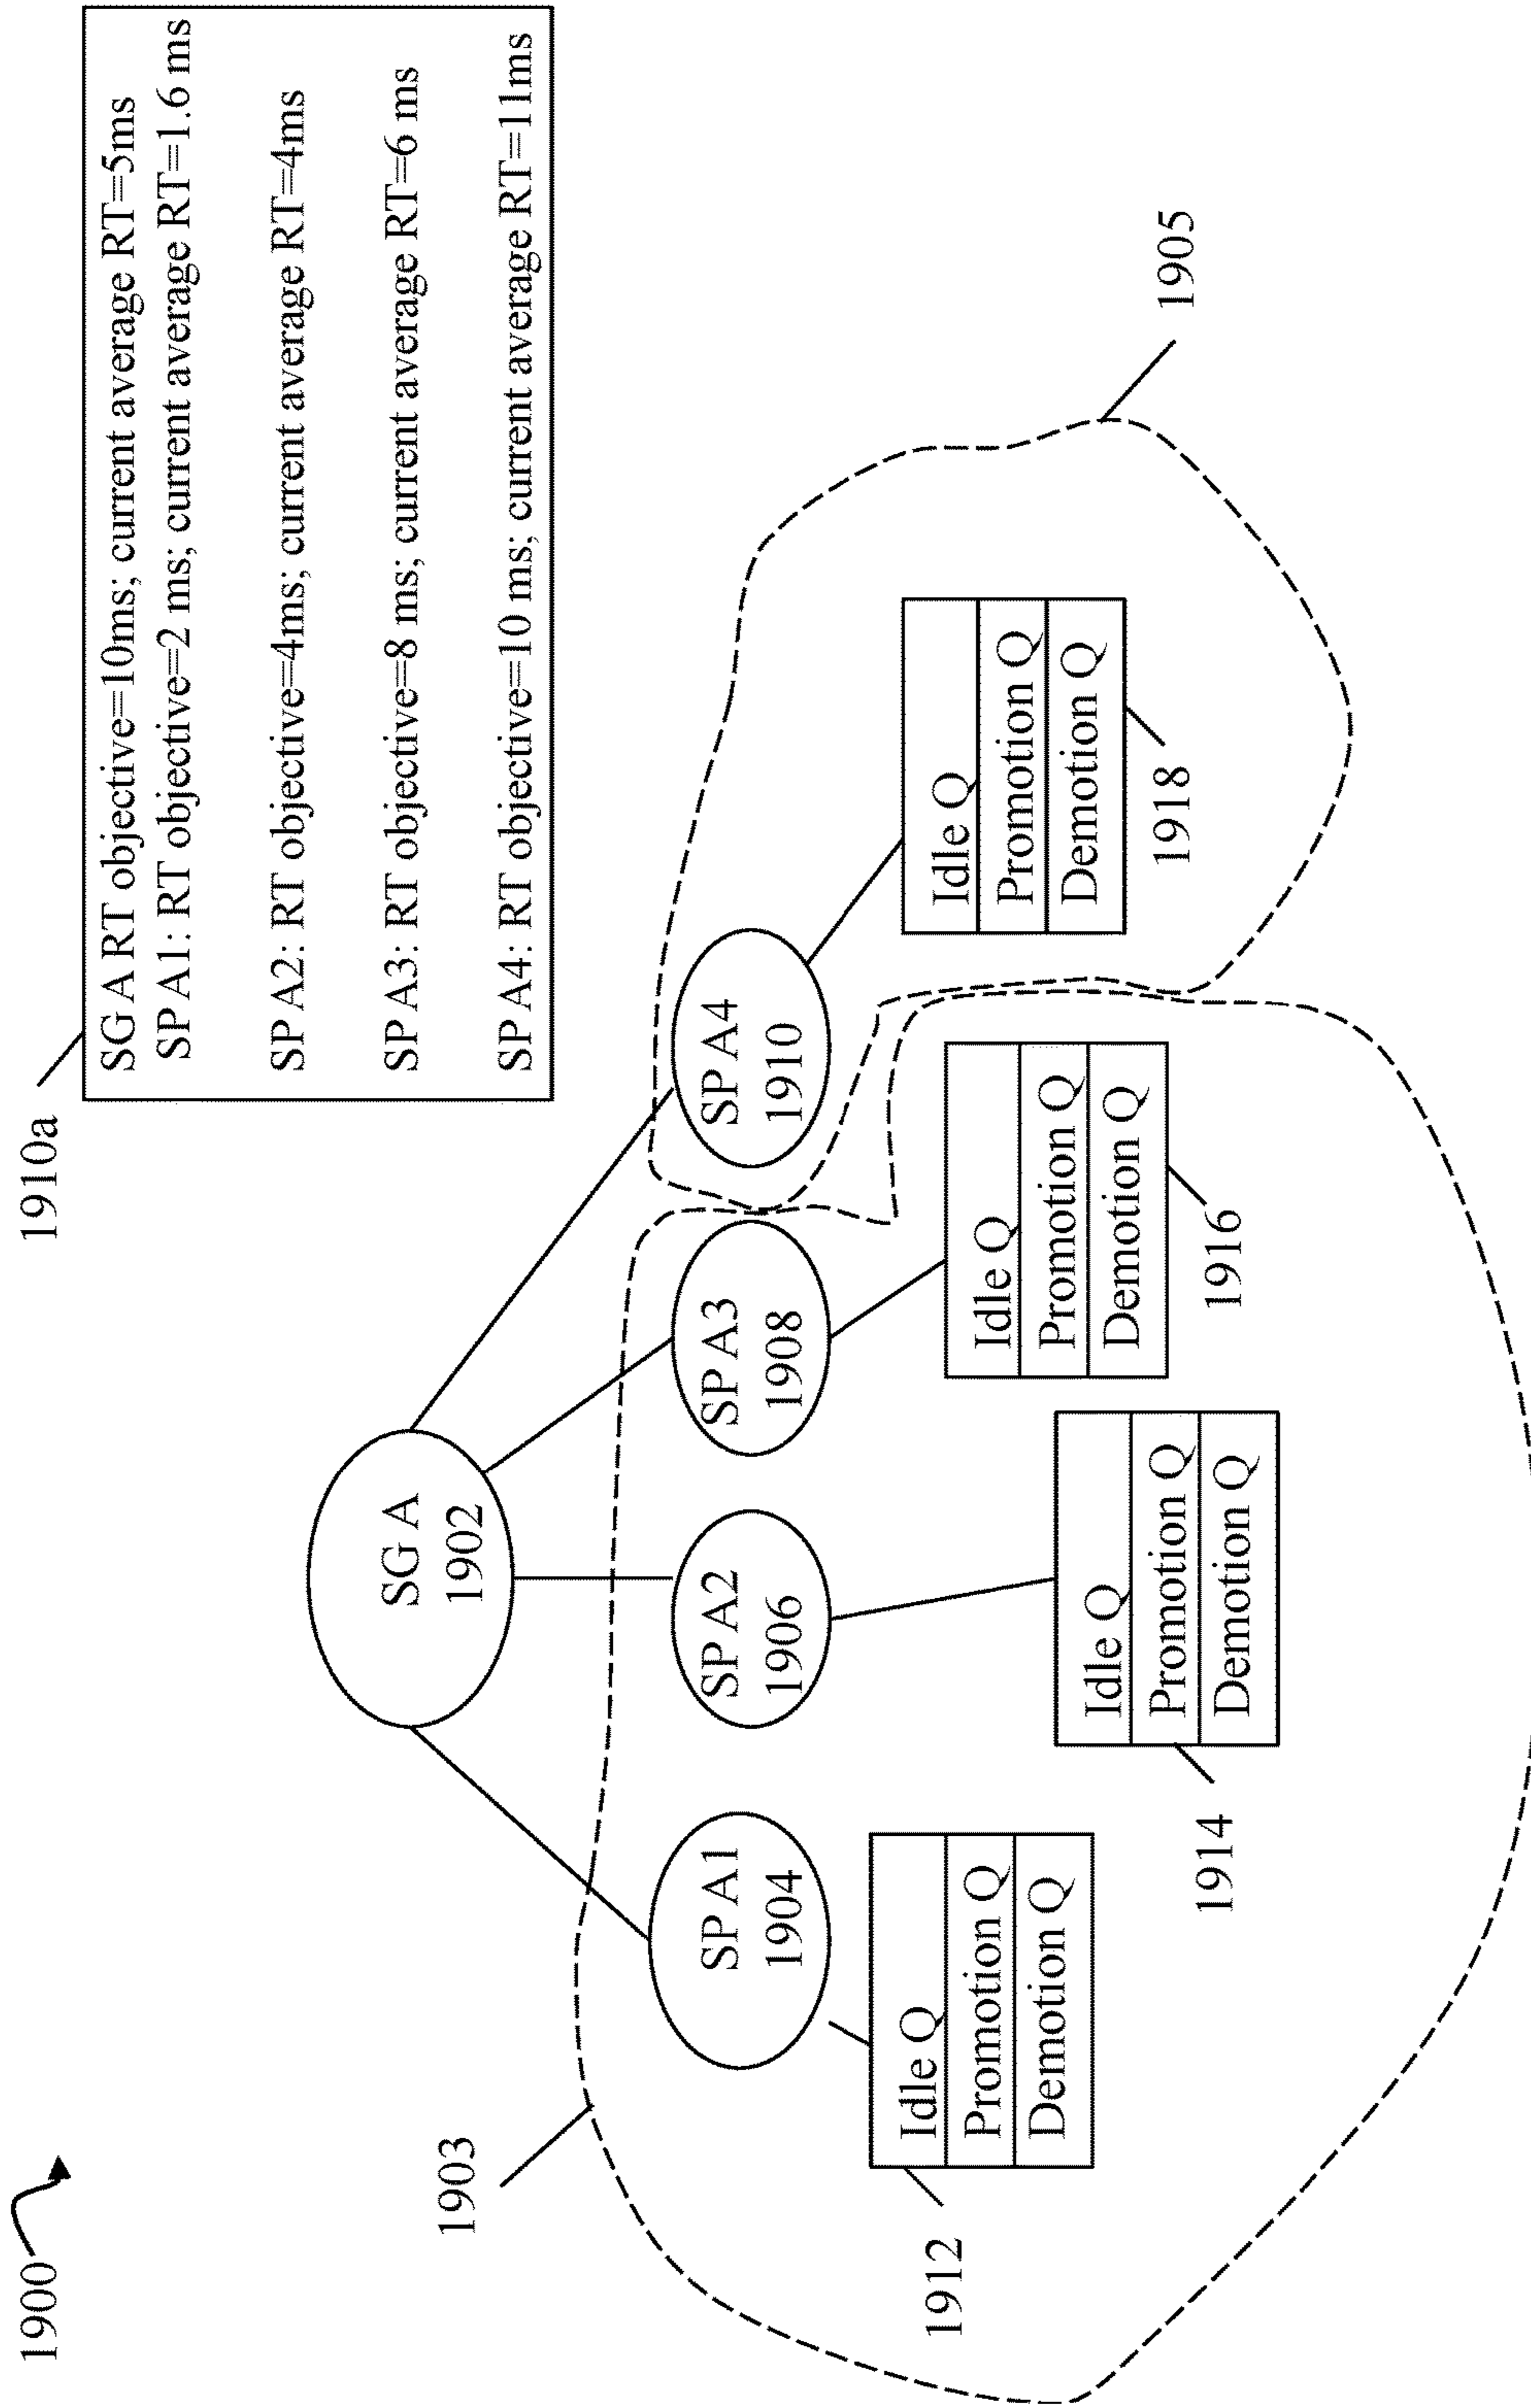 1900
1910a
SG A RT objective=10ms; current average RT=5ms
SP A1: RT objective=2 ms; current average RT=1.6 ms
SP A2: RT objective=4ms; current average RT=4ms
SP A3: RT objective=8 ms; current average RT=6 ms
SP A4: RT objective=10 ms; current average RT=11ms
SG A
1902
1903
SP A1
1904
SP A2
1906
SP A3
1908
SP A4
1910
1905
1912
Idle Q
Promotion Q
Demotion Q
1914
Idle Q
Promotion Q
Demotion Q
Idle Q
Promotion Q
Demotion Q
1916
Idle Q
Promotion Q
Demotion Q
1918